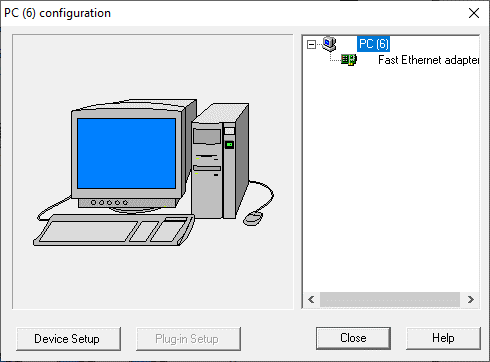 PC (6) configuration
PC (6)
Fast Ethernet adapter
Device Setup
Plug-in Setup
Close
Help